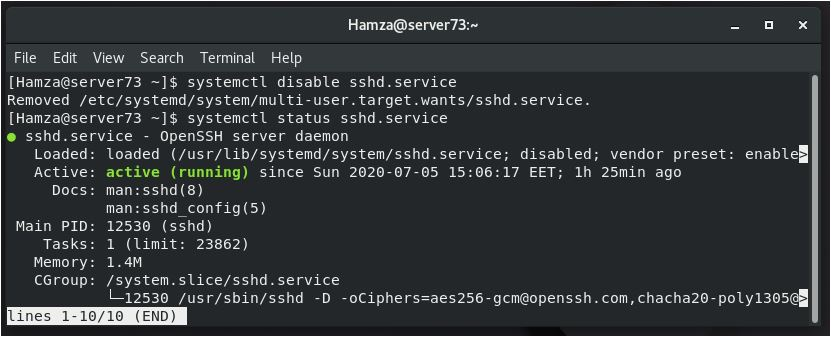 Hamza@server73:~
File Edit View Search Terminal Help
[Hamza@server73 ~]$ systemctl disable sshd.service
Removed /etc/systemd/system/multi-user.target.wants/sshd.service.
[Hamza@server73 ~]$ systemctl status sshd.service
● sshd.service - OpenSSH server daemon
   Loaded: loaded (/usr/lib/systemd/system/sshd.service; disabled; vendor preset: enable>
   Active: active (running) since Sun 2020-07-05 15:06:17 EET; 1h 25min ago
     Docs: man:sshd(8)
           man:sshd_config(5)
 Main PID: 12530 (sshd)
    Tasks: 1 (limit: 23862)
   Memory: 1.4M
   CGroup: /system.slice/sshd.service
           └─12530 /usr/sbin/sshd -D -oCiphers=aes256-gcm@openssh.com,chacha20-poly1305@>
lines 1-10/10 (END)